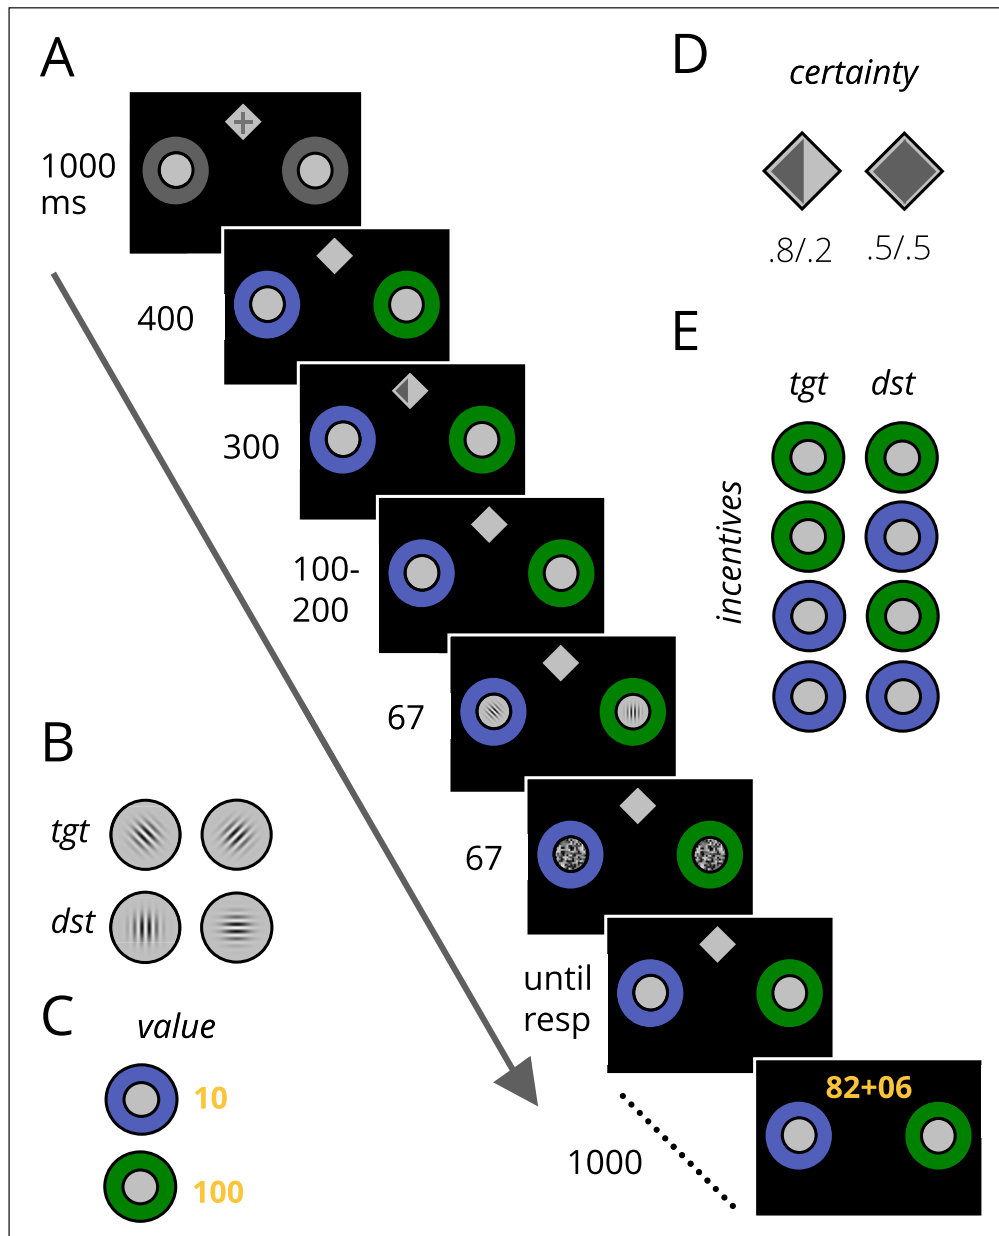 A
1000
ms
400
300
100-
200
67
67
until
resp
82+06
1000
B
tgt
dst
C
value
10
100
D
certainty
.8/.2
.5/.5
E
tgt dst
incentives